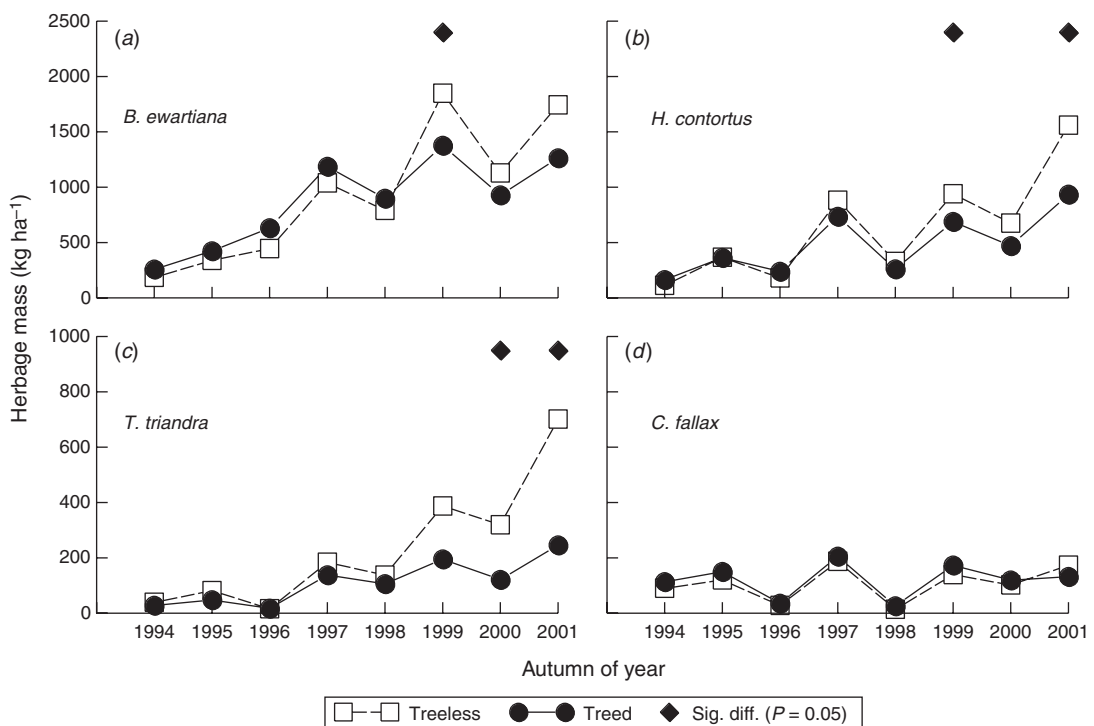 Herbage mass (kg ha⁻¹)
2500
2000
1500
1000
500
0
(a)
B. ewartiana
(b)
H. contortus
1000
800
600
400
200
0
(c)
T. triandra
(d)
C. fallax
1994 1995 1996 1997 1998 1999 2000 2001
1994 1995 1996 1997 1998 1999 2000 2001
Autumn of year
Treeless Treed Sig. diff. (P = 0.05)